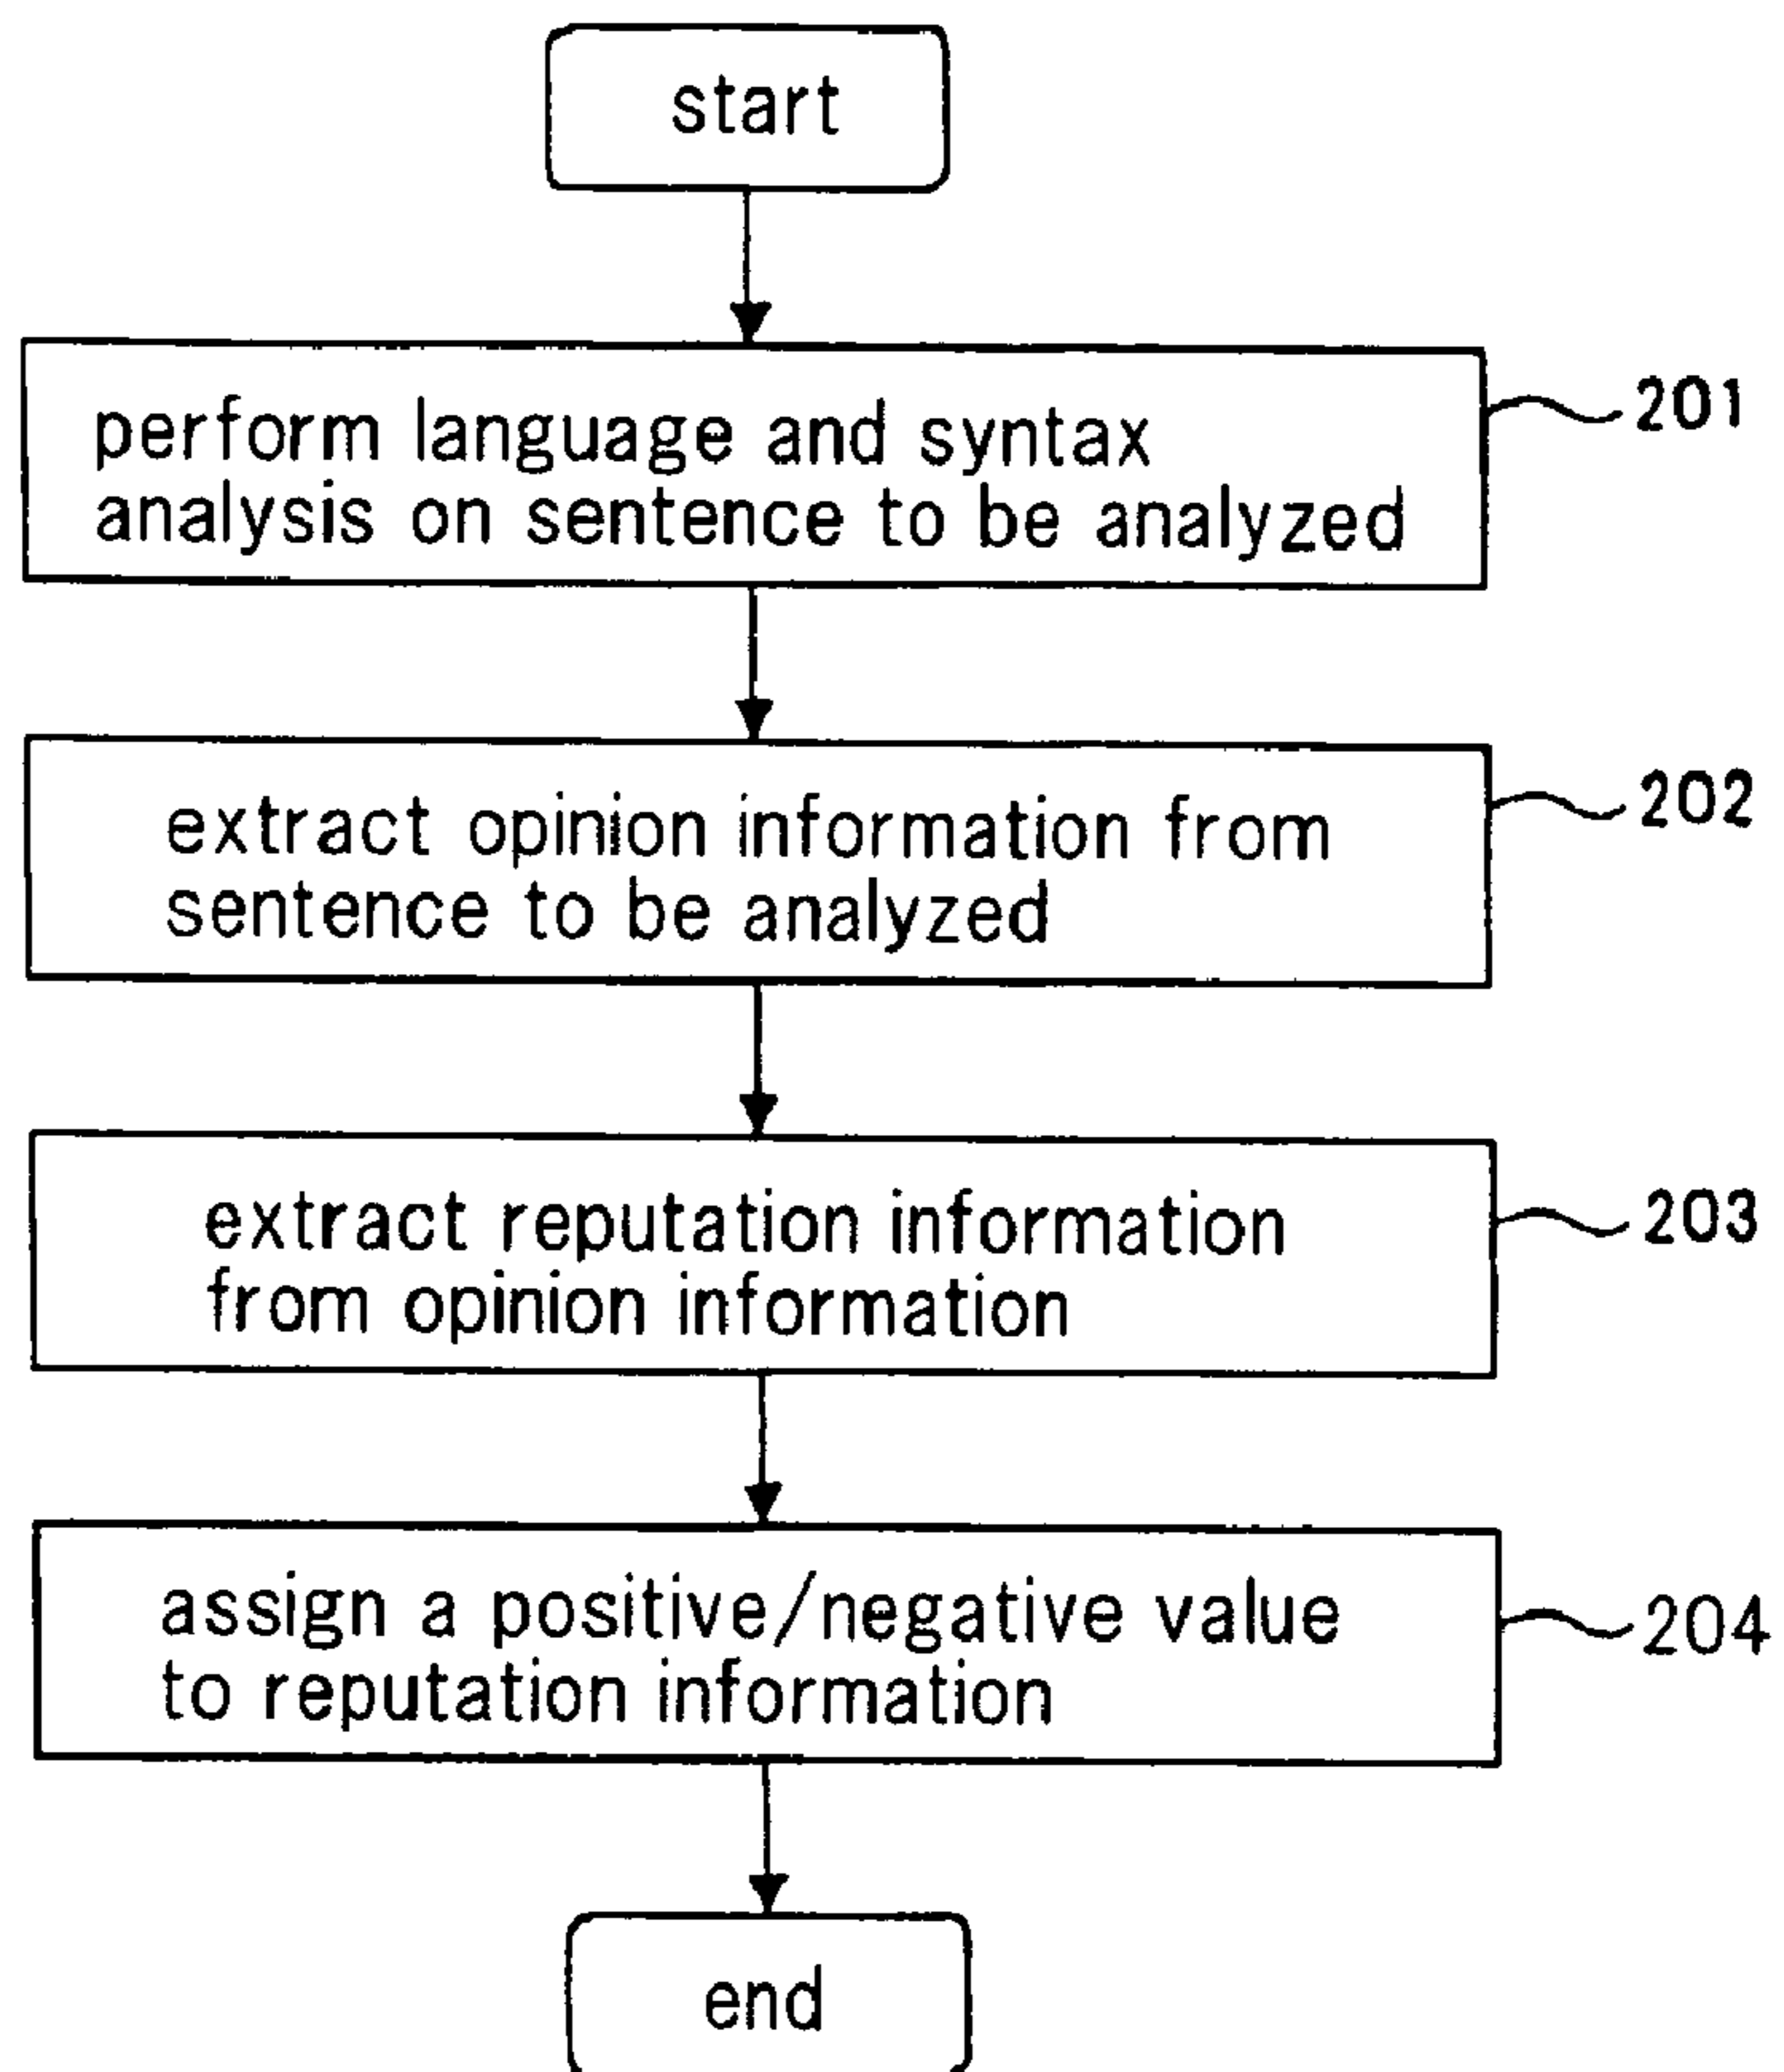 start
perform language and syntax
analysis on sentence to be analyzed
201
extract opinion information from
sentence to be analyzed
202
extract reputation information
from opinion information
203
assign a positive/negative value
to reputation information
204
end